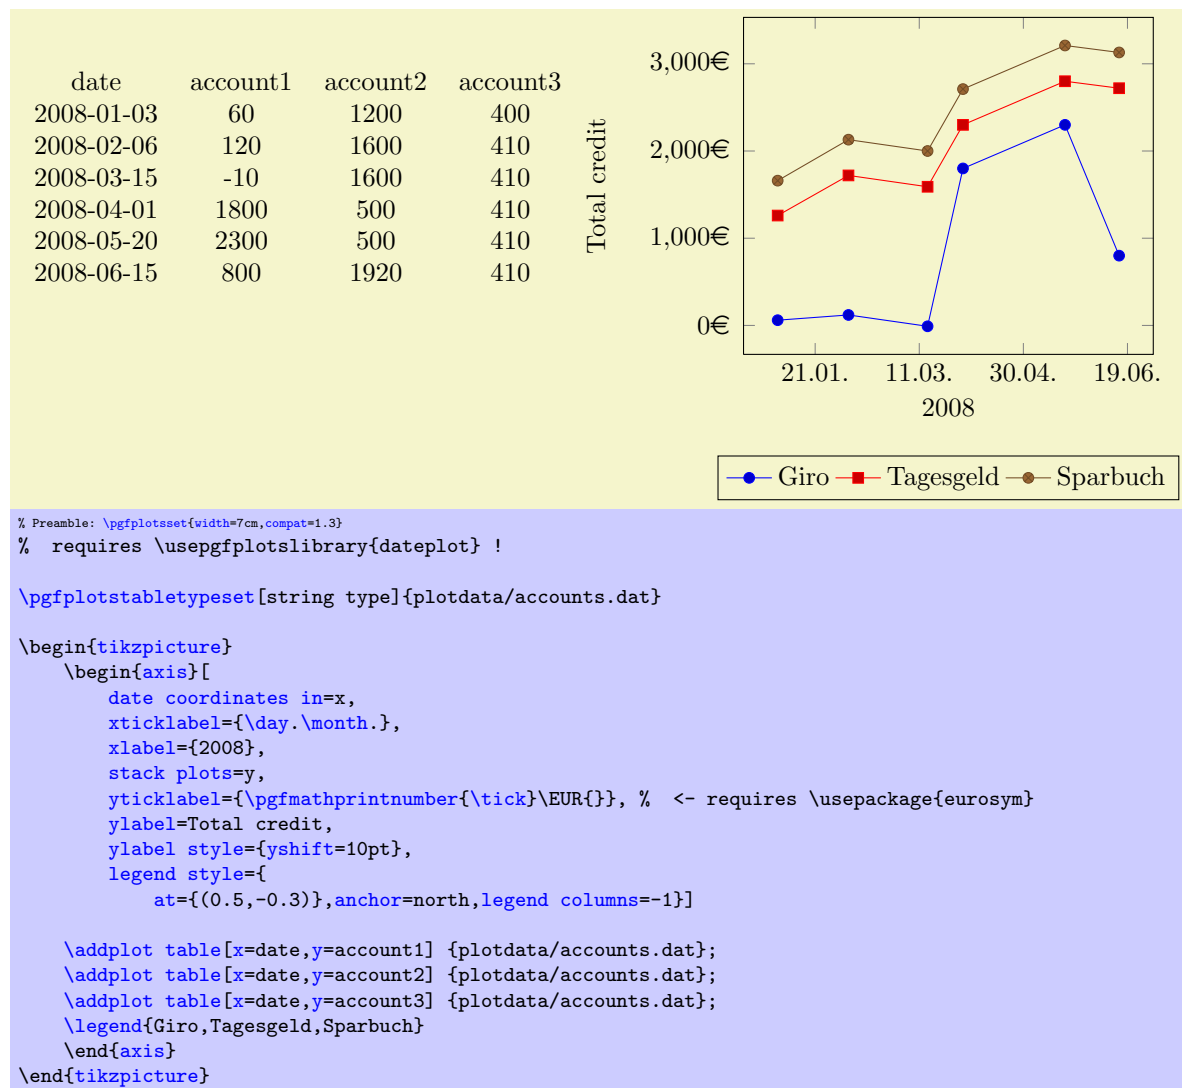 date account1 account2 account3
2008-01-03 60 1200 400
2008-02-06 120 1600 410
2008-03-15 -10 1600 410
2008-04-01 1800 500 410
2008-05-20 2300 500 410
2008-06-15 800 1920 410
Total credit
3,000€
2,000€
1,000€
0€
21.01. 11.03. 30.04. 19.06.
2008
Giro Tagesgeld Sparbuch
% Preamble: \pgfplotsset{width=7cm,compat=1.3}
% requires \usepgfplotslibrary{dateplot} !
\pgfplotstabletypeset[string type]{plotdata/accounts.dat}
\begin{tikzpicture}
\begin{axis}[
date coordinates in=x,
xticklabel={\day.\month.},
xlabel={2008},
stack plots=y,
yticklabel={\pgfmathprintnumber{\tick}\EUR{}}, % <- requires \usepackage{eurosym}
ylabel=Total credit,
ylabel style={yshift=10pt},
legend style={
at={(0.5,-0.3)},anchor=north,legend columns=-1}]
\addplot table[x=date,y=account1] {plotdata/accounts.dat};
\addplot table[x=date,y=account2] {plotdata/accounts.dat};
\addplot table[x=date,y=account3] {plotdata/accounts.dat};
\legend{Giro,Tagesgeld,Sparbuch}
\end{axis}
\end{tikzpicture}